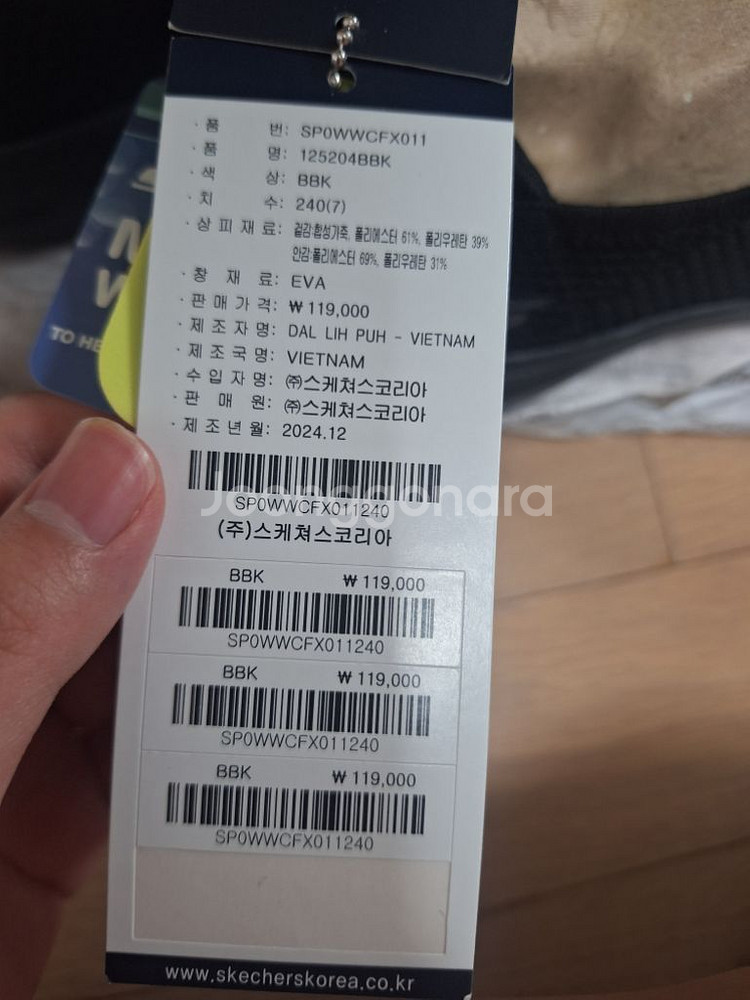 · 품 번: SP0WWCFX011
· 품 명: 125204BBK
· 색 상: BBK
· 치 수: 240(7)
· 상 피 재 료: 겉감:합성가죽, 폴리에스터 61%, 폴리우레탄 39%
안감:폴리에스터 69%, 폴리우레탄 31%
· 창 재 료: EVA
· 판 매 가 격: ₩ 119,000
· 제 조 자 명: DAL LIH PUH - VIETNAM
· 제 조 국 명: VIETNAM
· 수 입 자 명: ㈜스케쳐스코리아
· 판 매 원: ㈜스케쳐스코리아
· 제 조 년 월: 2024.12
Joonggonara
SP0WWCFX011240
(주)스케쳐스코리아
BBK ₩ 119,000
SP0WWCFX011240
BBK ₩ 119,000
SP0WWCFX011240
BBK ₩ 119,000
SP0WWCFX011240
www.skecherskorea.co.kr
TO HE